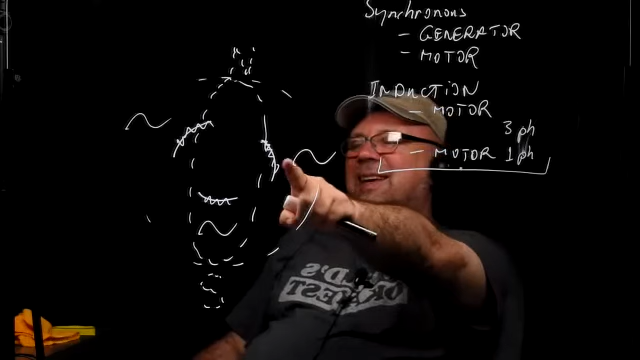 Synchronous
- GENERATOR
- MOTOR
INDUCTION
- MOTOR
3 ph
- MOTOR 1 ph